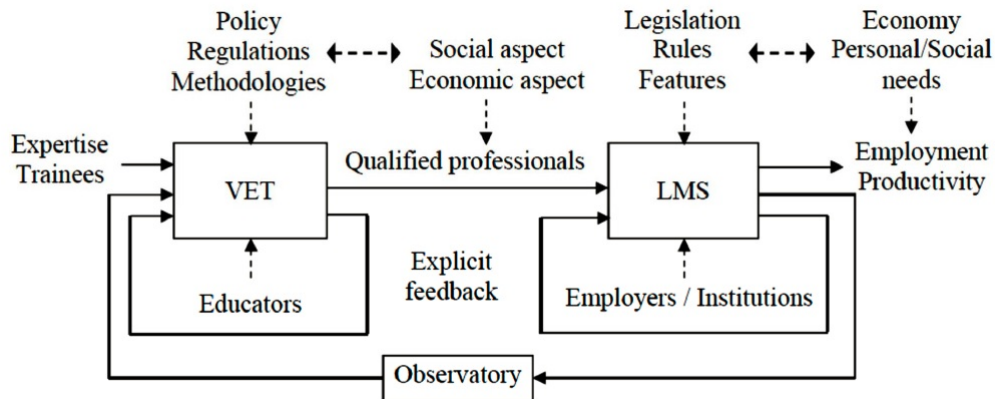 Policy
Regulations
Methodologies
Social aspect
Economic aspect
Legislation
Rules
Features
Economy
Personal/Social
needs
Expertise
Trainees
VET
Qualified professionals
LMS
Employment
Productivity
Educators
Explicit
feedback
Employers / Institutions
Observatory